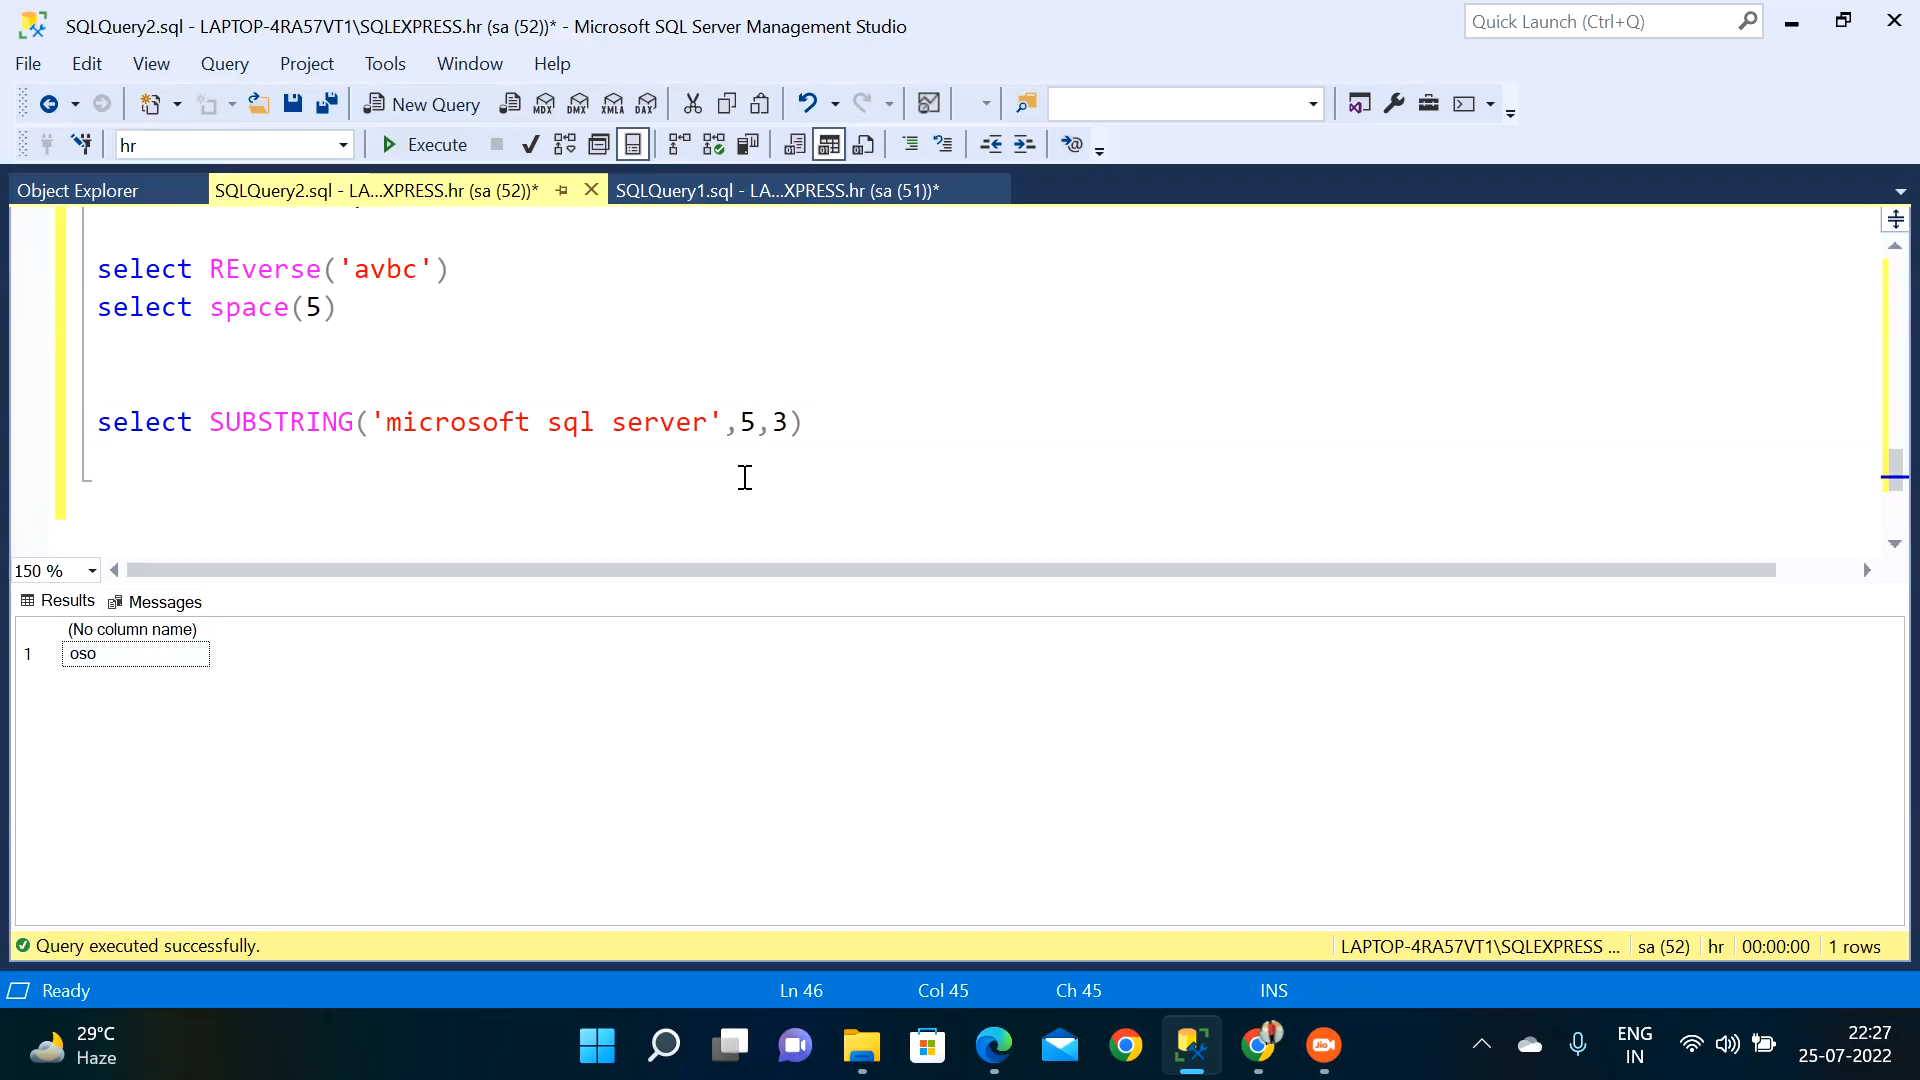 SQLQuery2.sql - LAPTOP-4RA57VT1\SQLEXPRESS.hr (sa (52))* - Microsoft SQL Server Management Studio
Quick Launch (Ctrl+Q)
File Edit View Query Project Tools Window Help
New Query MDX DMX XMLA DAX
hr Execute
Object Explorer SQLQuery2.sql - LA...XPRESS.hr (sa (52))* SQLQuery1.sql - LA...XPRESS.hr (sa (51))*
select REverse('avbc')
select space(5)
select SUBSTRING('microsoft sql server',5,3)
150 %
Results Messages
(No column name)
1 oso
Query executed successfully. LAPTOP-4RA57VT1\SQLEXPRESS ... sa (52) hr 00:00:00 1 rows
Ready Ln 46 Col 45 Ch 45 INS
29°C
Haze
Jio
ENG
IN
22:27
25-07-2022